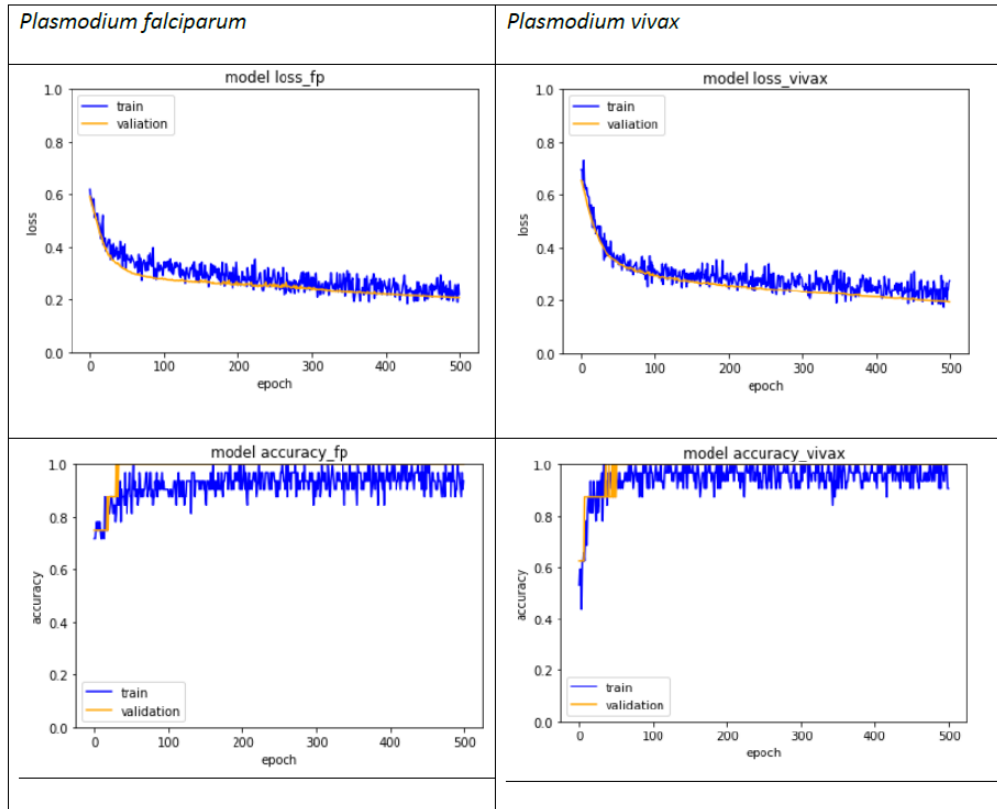 Plasmodium falciparum
Plasmodium vivax
model loss_fp
1.0
0.8
0.6
0.4
0.2
0.0
loss
train
valiation
0 100 200 300 400 500
epoch
model loss_vivax
1.0
0.8
0.6
0.4
0.2
0.0
loss
train
valiation
0 100 200 300 400 500
epoch
model accuracy_fp
1.0
0.8
0.6
0.4
0.2
0.0
accuracy
train
validation
0 100 200 300 400 500
epoch
model accuracy_vivax
1.0
0.8
0.6
0.4
0.2
0.0
accuracy
train
validation
0 100 200 300 400 500
epoch